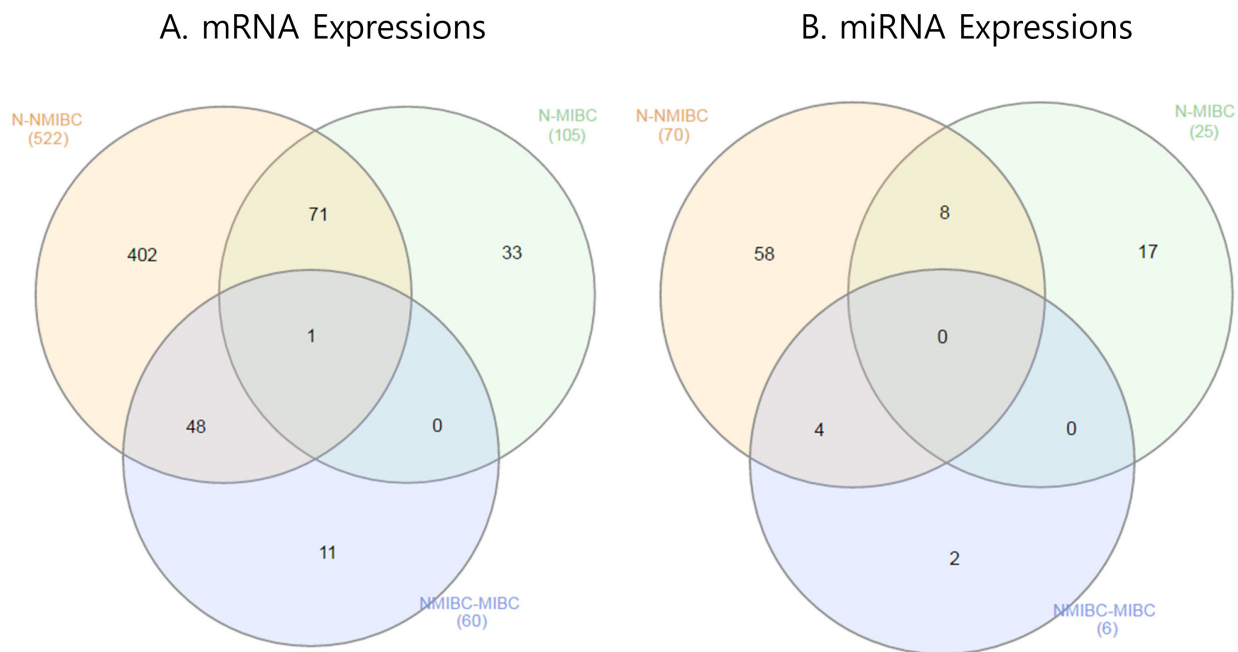 A. mRNA Expressions
N-NMIBC
(522)
N-MIBC
(105)
71
402
33
1
48
0
11
NMIBC-MIBC
(60)
B. miRNA Expressions
N-NMIBC
(70)
N-MIBC
(25)
8
58
17
0
4
0
2
NMIBC-MIBC
(6)